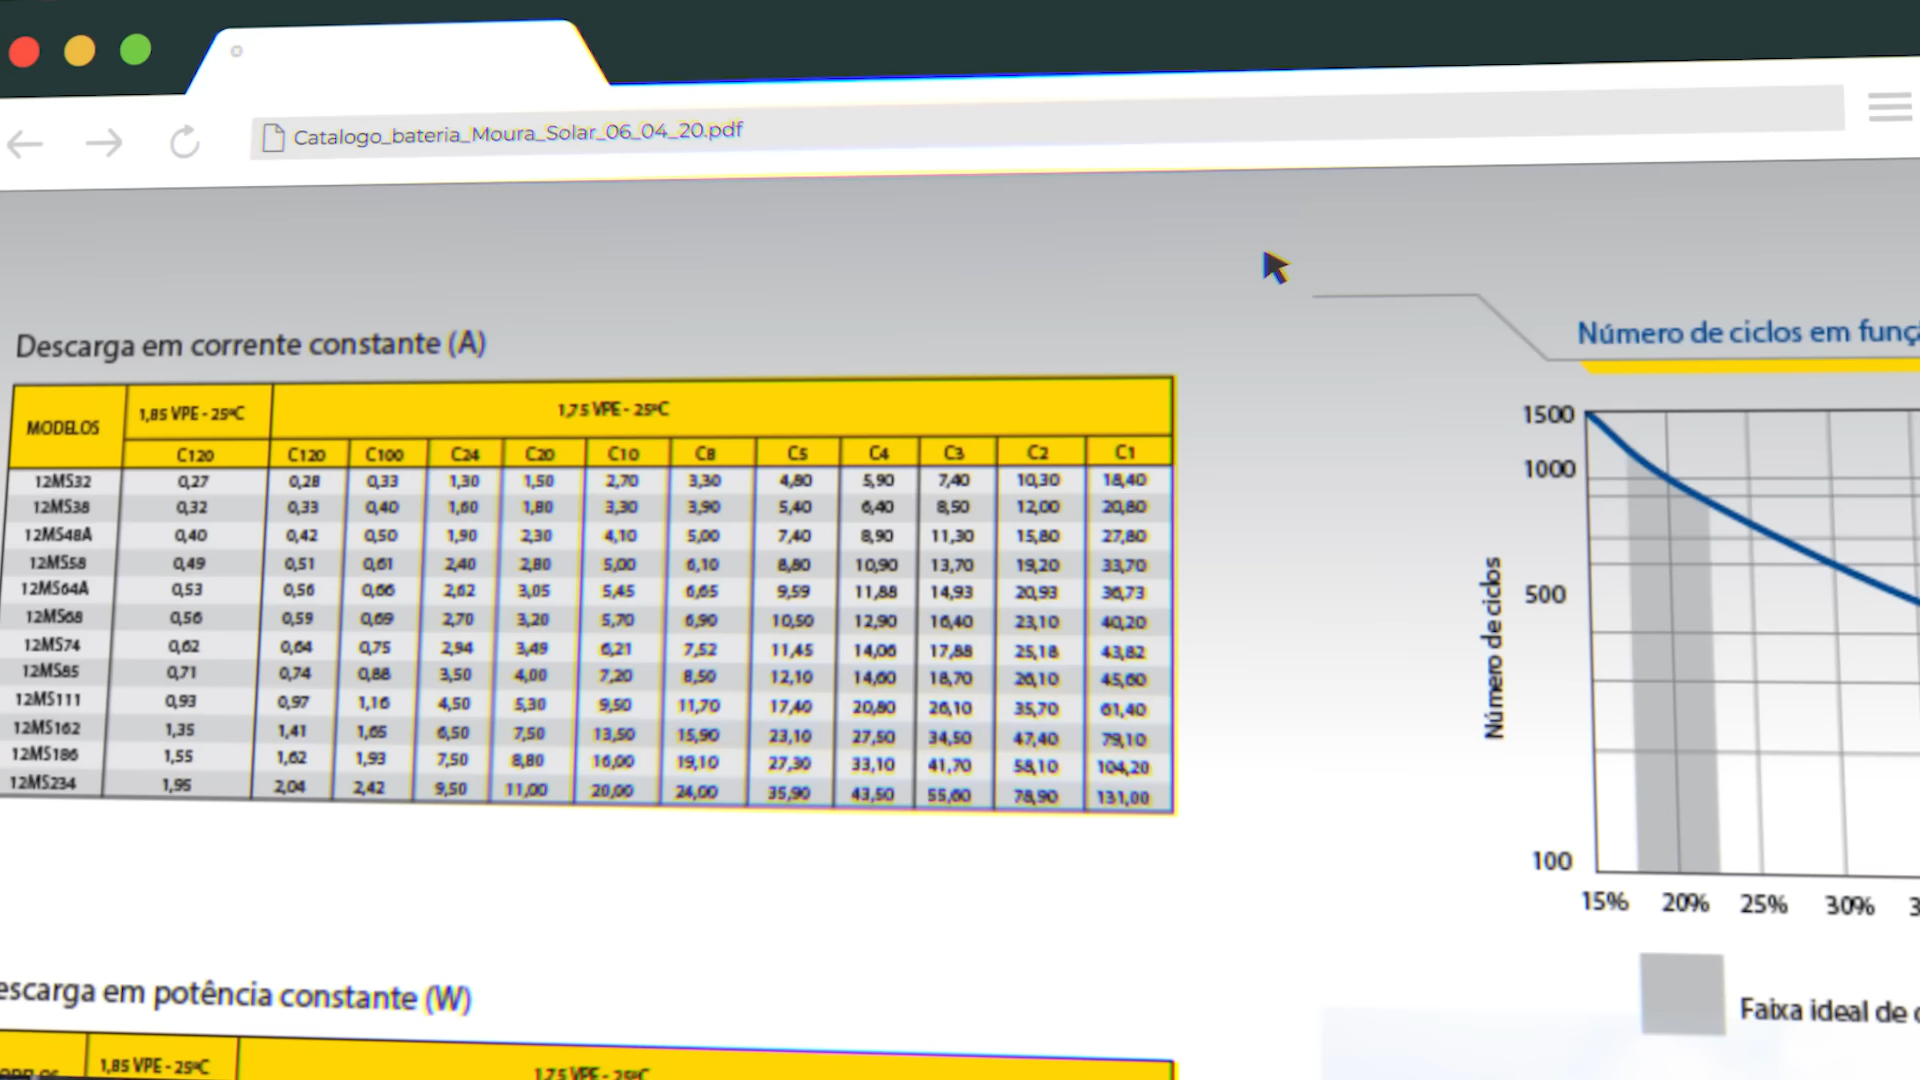 Catalogo_bateria_Moura_Solar_06_04_20.pdf
Descarga em corrente constante (A)
MODELOS 1,85 VPE - 25ºC 1,75 VPE - 25ºC
C120 C120 C100 C24 C20 C10 C8 C5 C4 C3 C2 C1
12MS32 0,27 0,28 0,33 1,30 1,50 2,70 3,30 4,80 5,90 7,40 10,30 18,40
12MS38 0,32 0,33 0,40 1,60 1,80 3,30 3,90 5,40 6,40 8,50 12,00 20,80
12MS48A 0,40 0,42 0,50 1,90 2,30 4,10 5,00 7,40 8,90 11,30 15,80 27,80
12MS58 0,49 0,51 0,61 2,40 2,80 5,00 6,10 8,80 10,90 13,70 19,20 33,70
12MS64A 0,53 0,56 0,66 2,62 3,05 5,45 6,65 9,59 11,88 14,93 20,93 36,73
12MS68 0,56 0,59 0,69 2,70 3,20 5,70 6,90 10,50 12,90 16,40 23,10 40,20
12MS74 0,62 0,64 0,75 2,94 3,49 6,21 7,52 11,45 14,06 17,88 25,18 43,82
12MS85 0,71 0,74 0,88 3,50 4,00 7,20 8,50 12,10 14,60 18,70 26,10 45,60
12MS111 0,93 0,97 1,16 4,50 5,30 9,50 11,70 17,40 20,80 26,10 35,70 61,40
12MS162 1,35 1,41 1,65 6,50 7,50 13,50 15,90 23,10 27,50 34,50 47,40 79,10
12MS186 1,55 1,62 1,93 7,50 8,80 16,00 19,10 27,30 33,10 41,70 58,10 104,20
12MS234 1,95 2,04 2,42 9,50 11,00 20,00 24,00 35,90 43,50 55,60 78,90 131,00
escarga em potência constante (W)
1,85 VPE - 25ºC 1,75 VPE - 25ºC
Número de ciclos em funç
1500
1000
500
100
Número de ciclos
15% 20% 25% 30% 3
Faixa ideal de